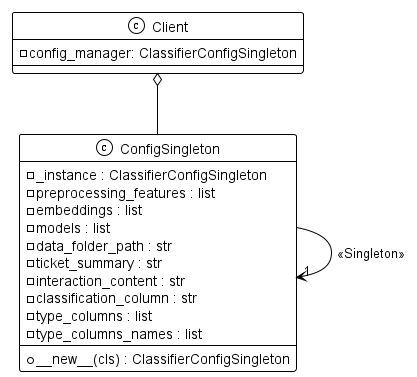 C Client
config_manager: ClassifierConfigSingleton
C ConfigSingleton
_instance : ClassifierConfigSingleton
preprocessing_features : list
embeddings : list
models : list
data_folder_path : str
ticket_summary : str
interaction_content : str
classification_column : str
type_columns : list
type_columns_names : list
__new__(cls) : ClassifierConfigSingleton
1
«Singleton»